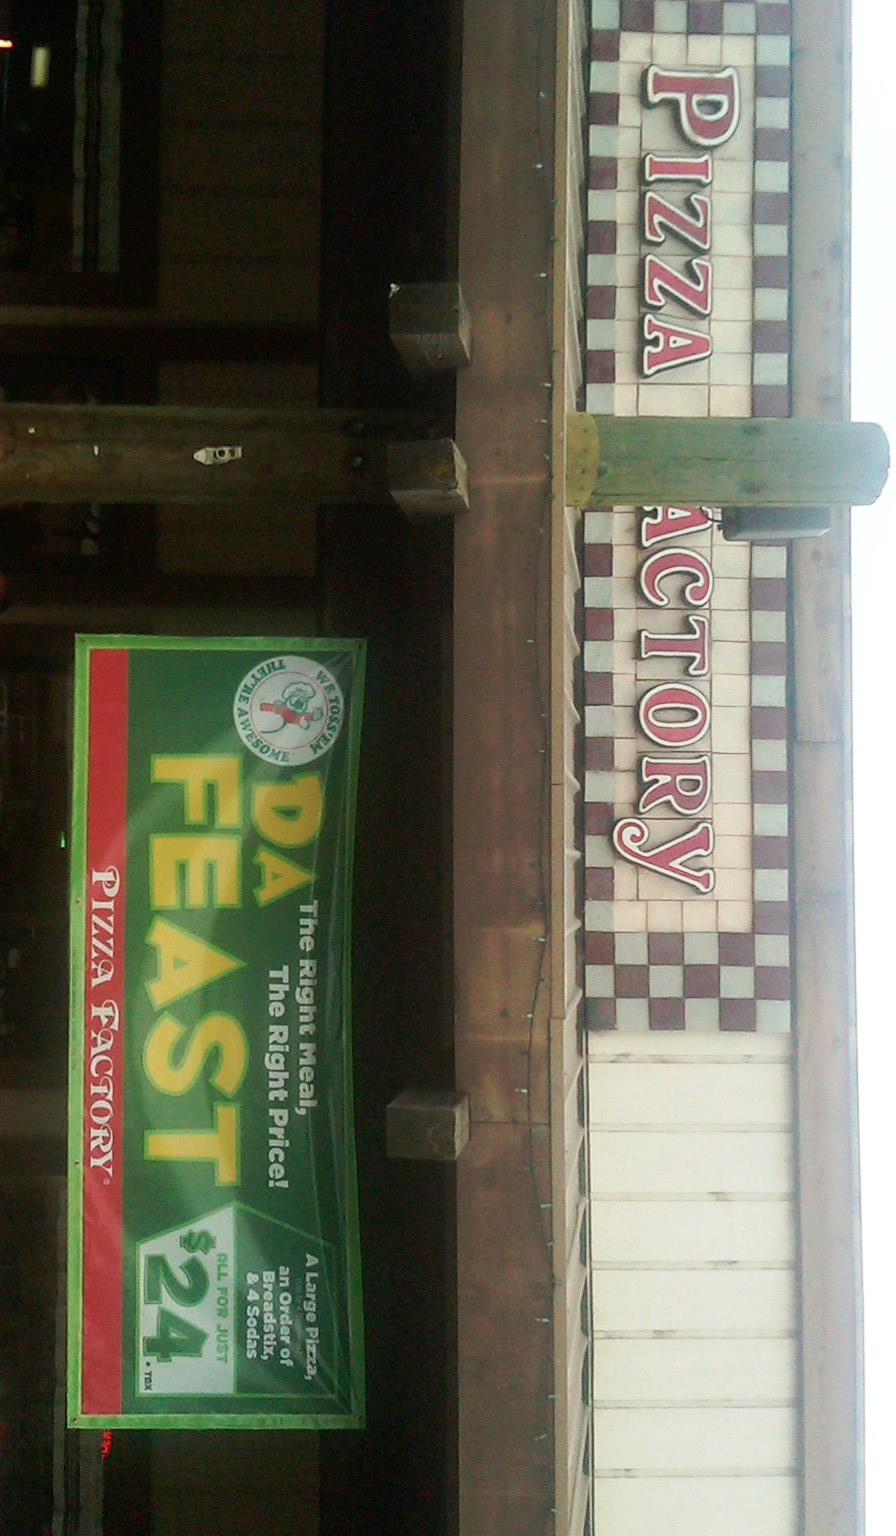 PIZZA ACTORY
WE TOSS'EM
THEY'RE AWESOME
DA
FEAST
The Right Meal,
The Right Price!
A Large Pizza,
an Order of
Breadstix,
& 4 Sodas
ALL FOR JUST
$24
+ TAX
PIZZA FACTORY